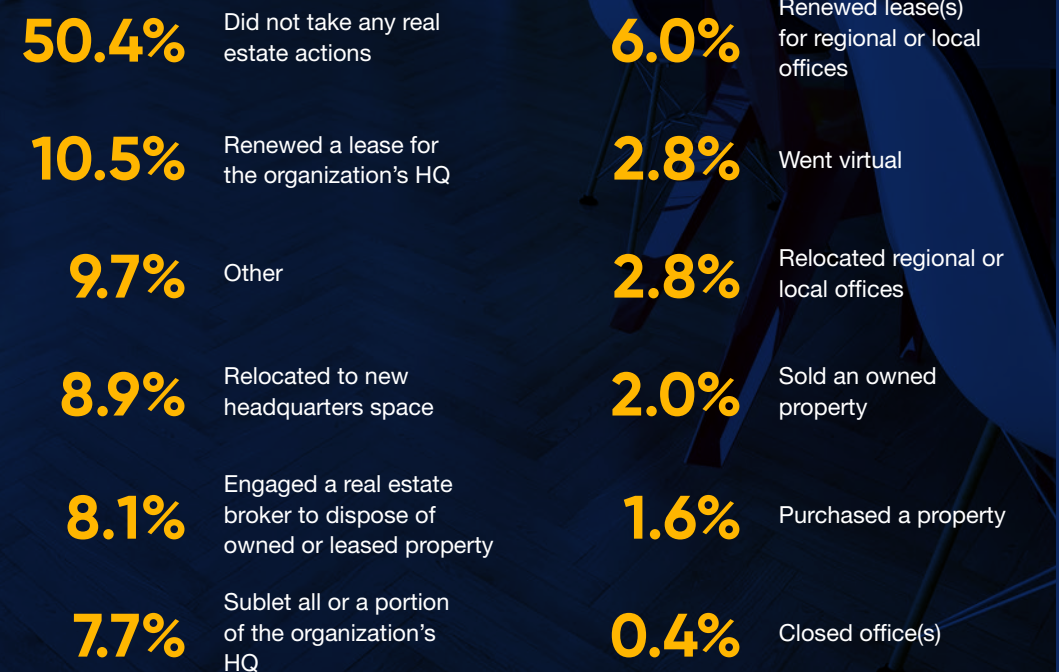 50.4%
Did not take any real
estate actions
10.5%
Renewed a lease for
the organization's HQ
9.7%
Other
8.9%
Relocated to new
headquarters space
8.1%
Engaged a real estate
broker to dispose of
owned or leased property
7.7%
Sublet all or a portion
of the organization's
HQ
6.0%
Renewed lease(s)
for regional or local
offices
2.8%
Went virtual
2.8%
Relocated regional or
local offices
2.0%
Sold an owned
property
1.6%
Purchased a property
0.4%
Closed office(s)